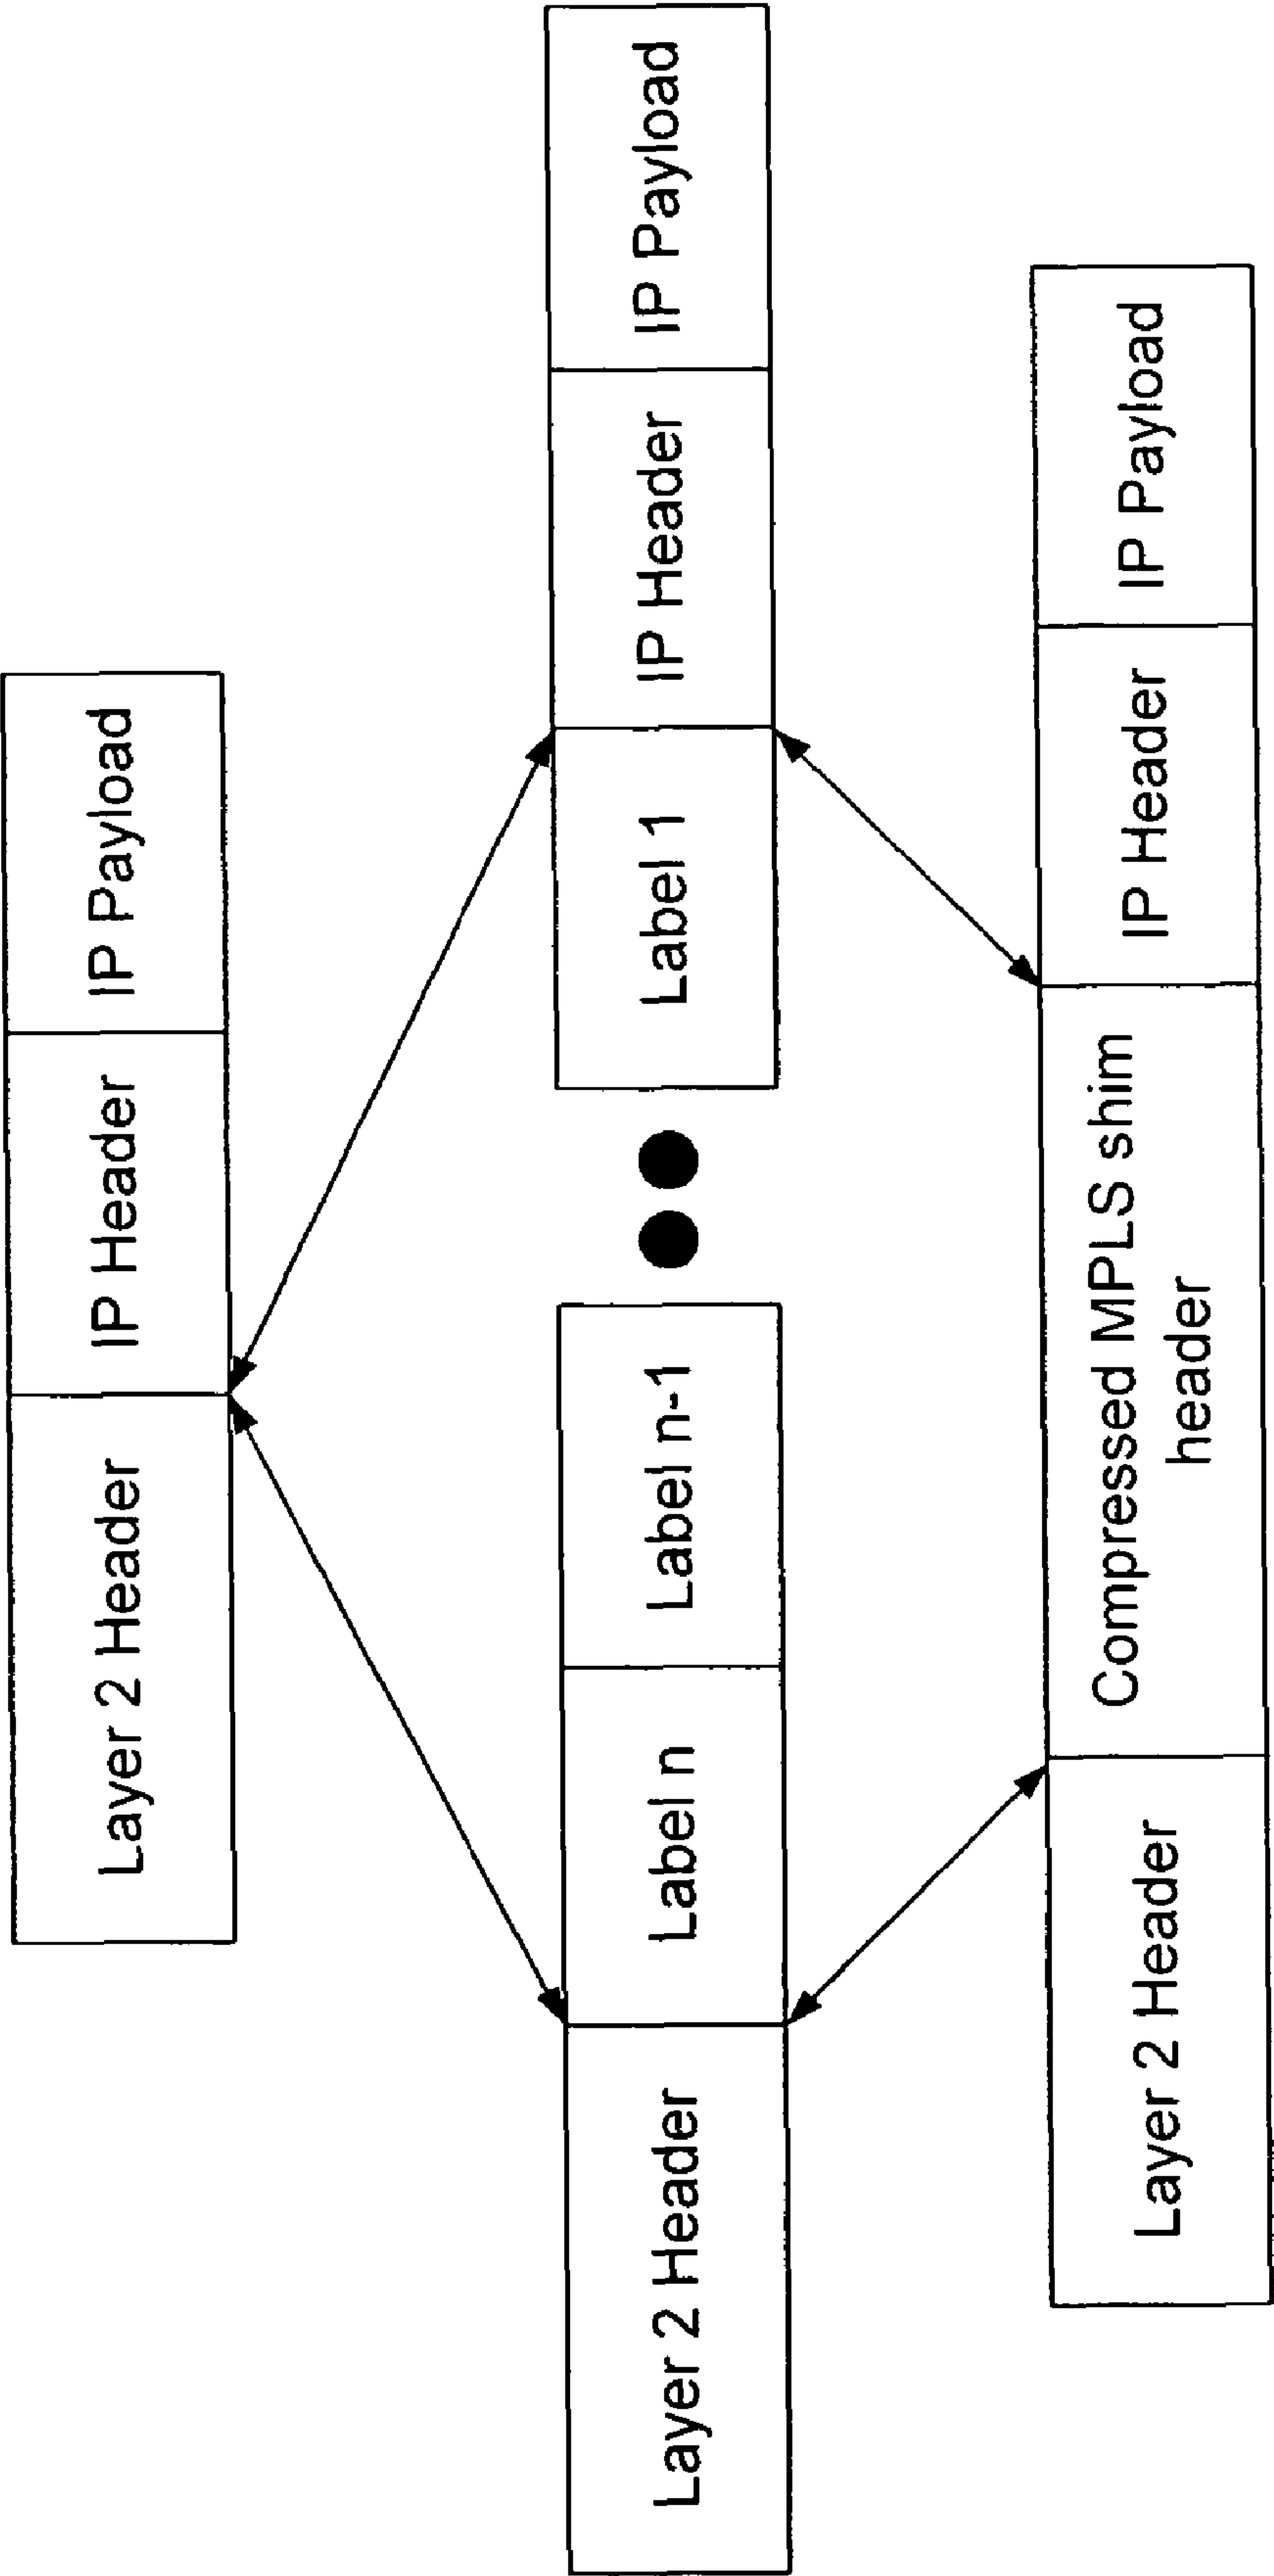 Layer 2 Header
IP Header
IP Payload
Layer 2 Header
Label n
Label n-1
Label 1
IP Header
IP Payload
Layer 2 Header
Compressed MPLS shim
header
IP Header
IP Payload